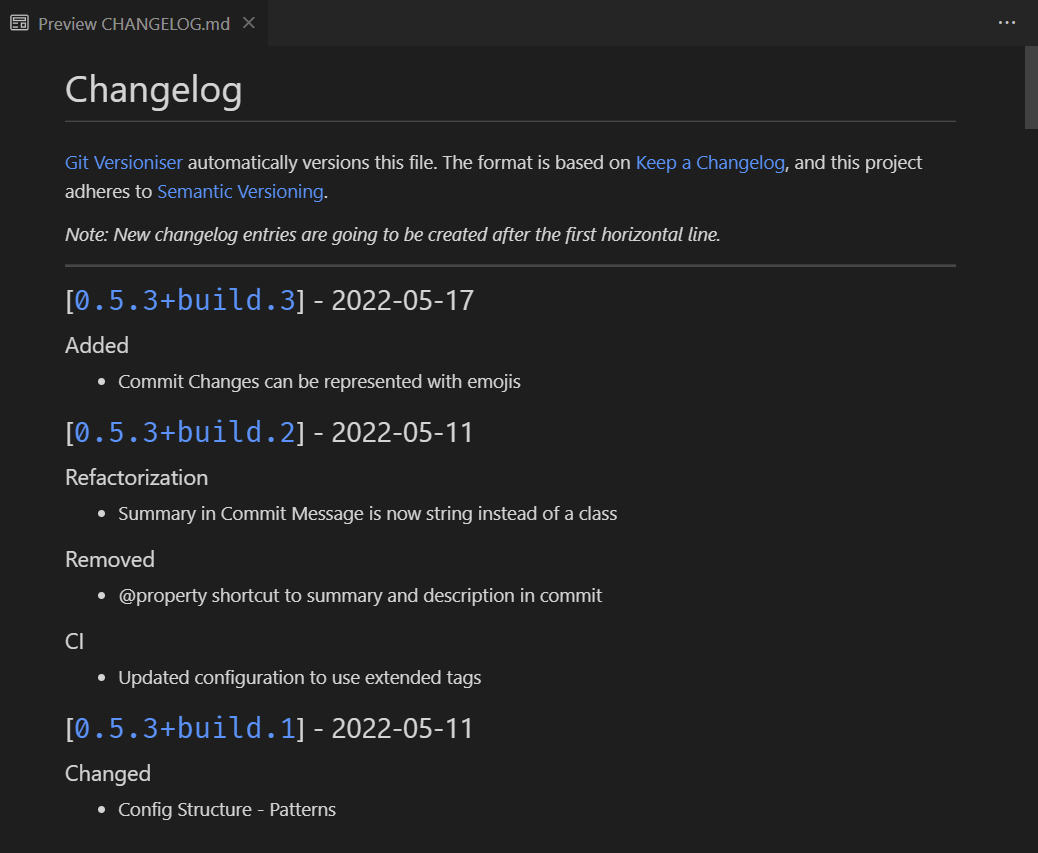 Preview CHANGELOG.md
Changelog
Git Versioniser automatically versions this file. The format is based on Keep a Changelog, and this project
adheres to Semantic Versioning.
Note: New changelog entries are going to be created after the first horizontal line.
[0.5.3+build.3] - 2022-05-17
Added
• Commit Changes can be represented with emojis
[0.5.3+build.2] - 2022-05-11
Refactorization
• Summary in Commit Message is now string instead of a class
Removed
• @property shortcut to summary and description in commit
CI
• Updated configuration to use extended tags
[0.5.3+build.1] - 2022-05-11
Changed
• Config Structure - Patterns